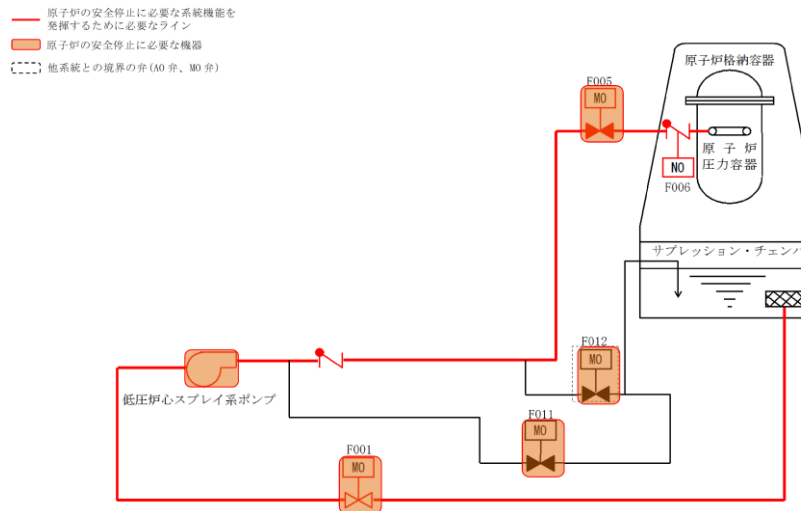 原子炉の安全停止に必要な系統機能を
発揮するために必要なライン
原子炉の安全停止に必要な機器
他系統との境界の弁(AO 弁、MO 弁)
原子炉格納容器
F005
MO
原子炉
圧力容器
NO
F006
サプレッション・チェンバ
F012
MO
低圧炉心スプレイ系ポンプ
F011
MO
F001
MO